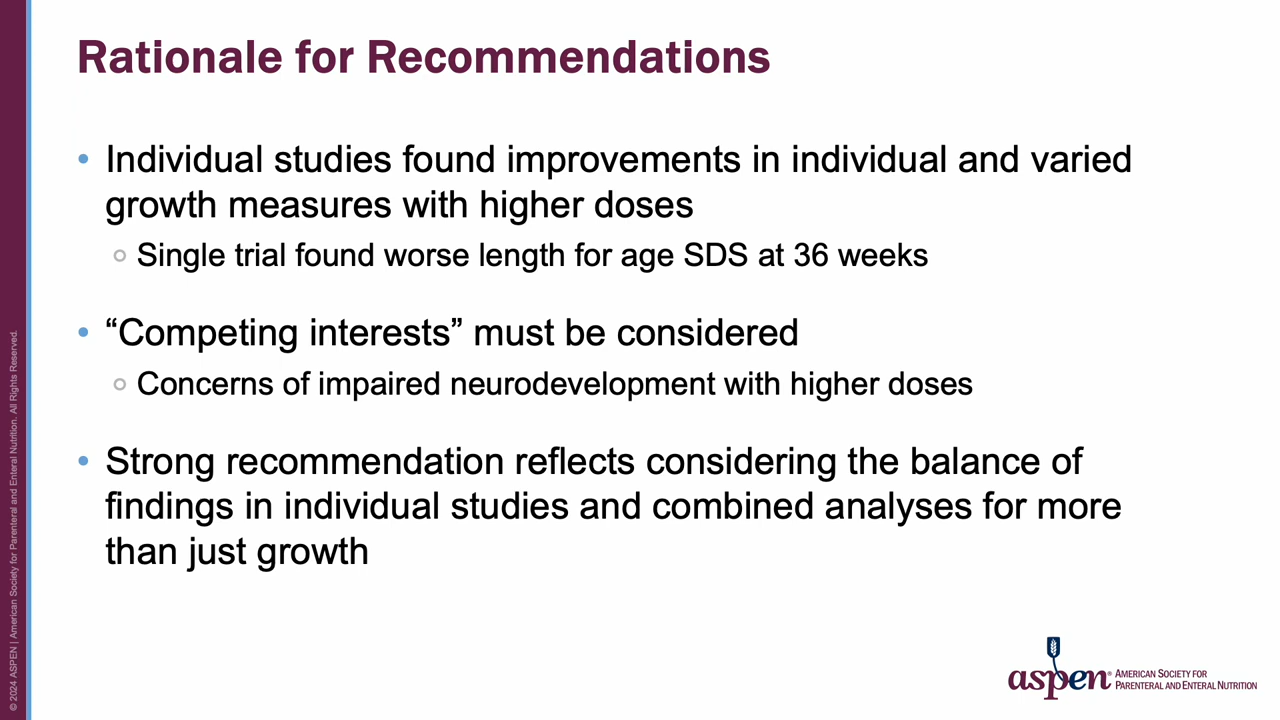 Rationale for Recommendations
• Individual studies found improvements in individual and varied
growth measures with higher doses
○ Single trial found worse length for age SDS at 36 weeks
• “Competing interests” must be considered
○ Concerns of impaired neurodevelopment with higher doses
• Strong recommendation reflects considering the balance of
findings in individual studies and combined analyses for more
than just growth
© 2024 ASPEN | American Society for Parenteral and Enteral Nutrition. All Rights Reserved.
aspen®
AMERICAN SOCIETY FOR
PARENTERAL AND ENTERAL NUTRITION